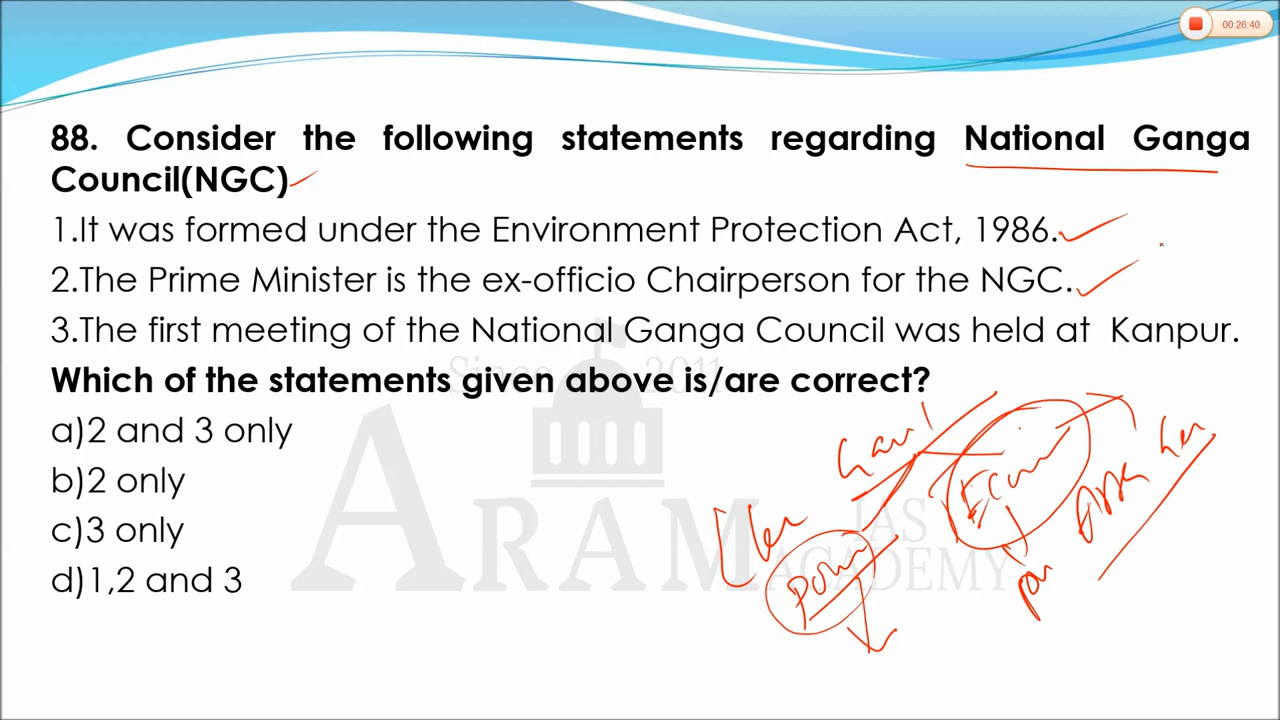 00:26:40
88. Consider the following statements regarding National Ganga
Council(NGC)
1.It was formed under the Environment Protection Act, 1986.
2.The Prime Minister is the ex-officio Chairperson for the NGC.
3.The first meeting of the National Ganga Council was held at Kanpur.
Since 2011
Which of the statements given above is/are correct?
a)2 and 3 only
b)2 only
c)3 only
d)1,2 and 3
ARAM
IAS
ACADEMY